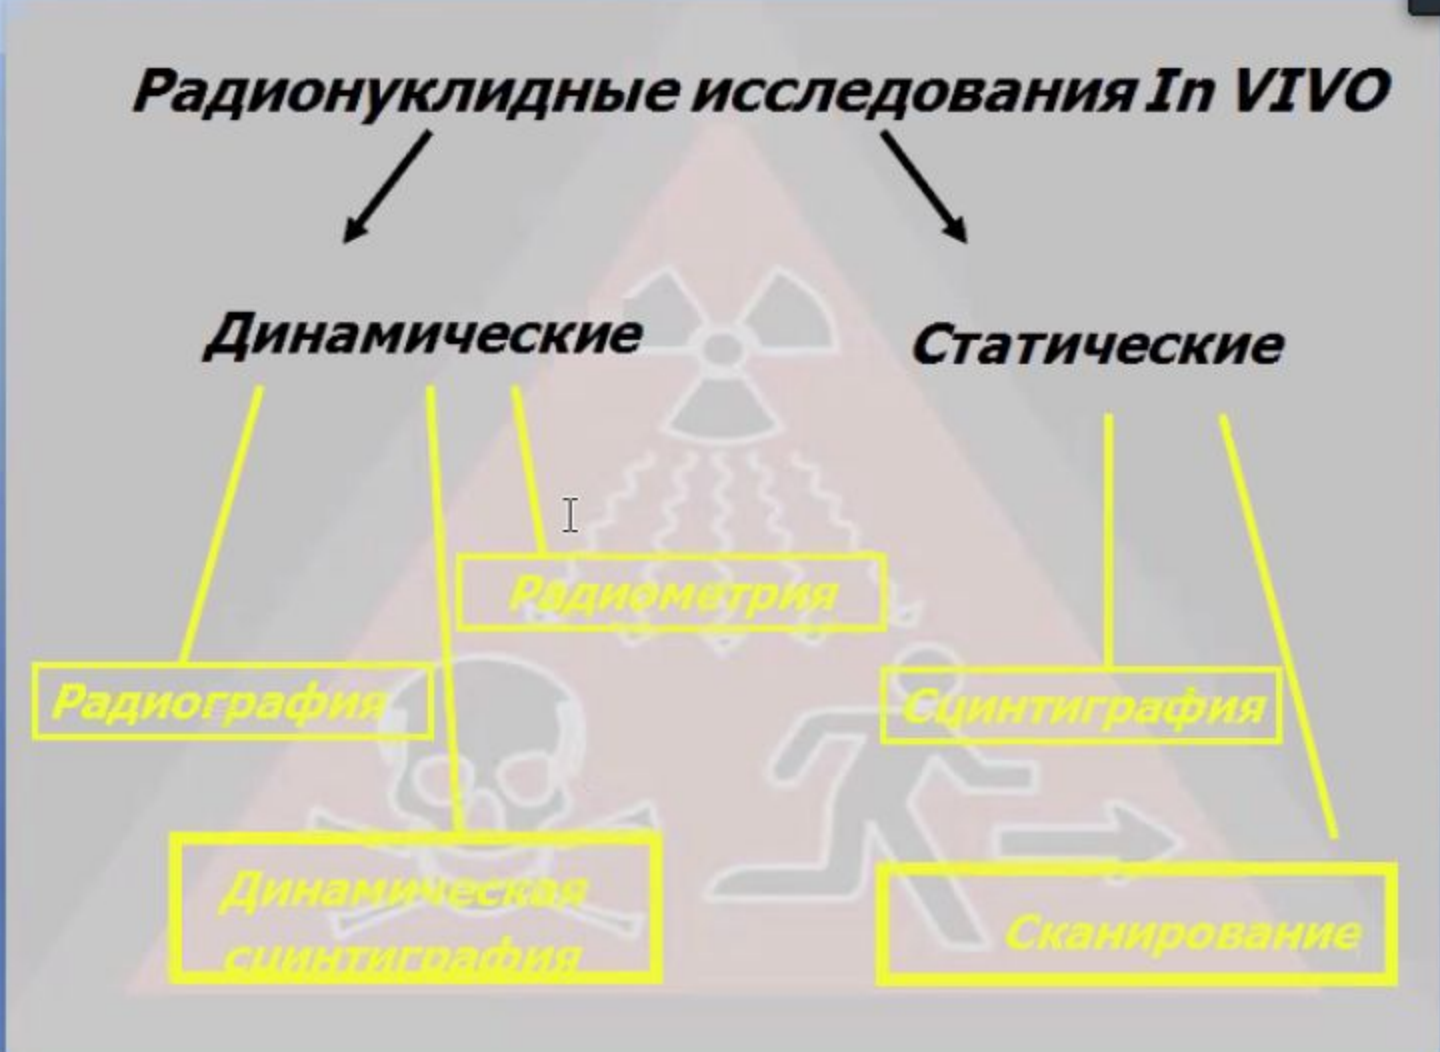 Радионуклидные исследования In VIVO
Динамические
Статические
Радиометрия
Радиография
Сцинтиграфия
Динамическая
сцинтиграфия
Сканирование